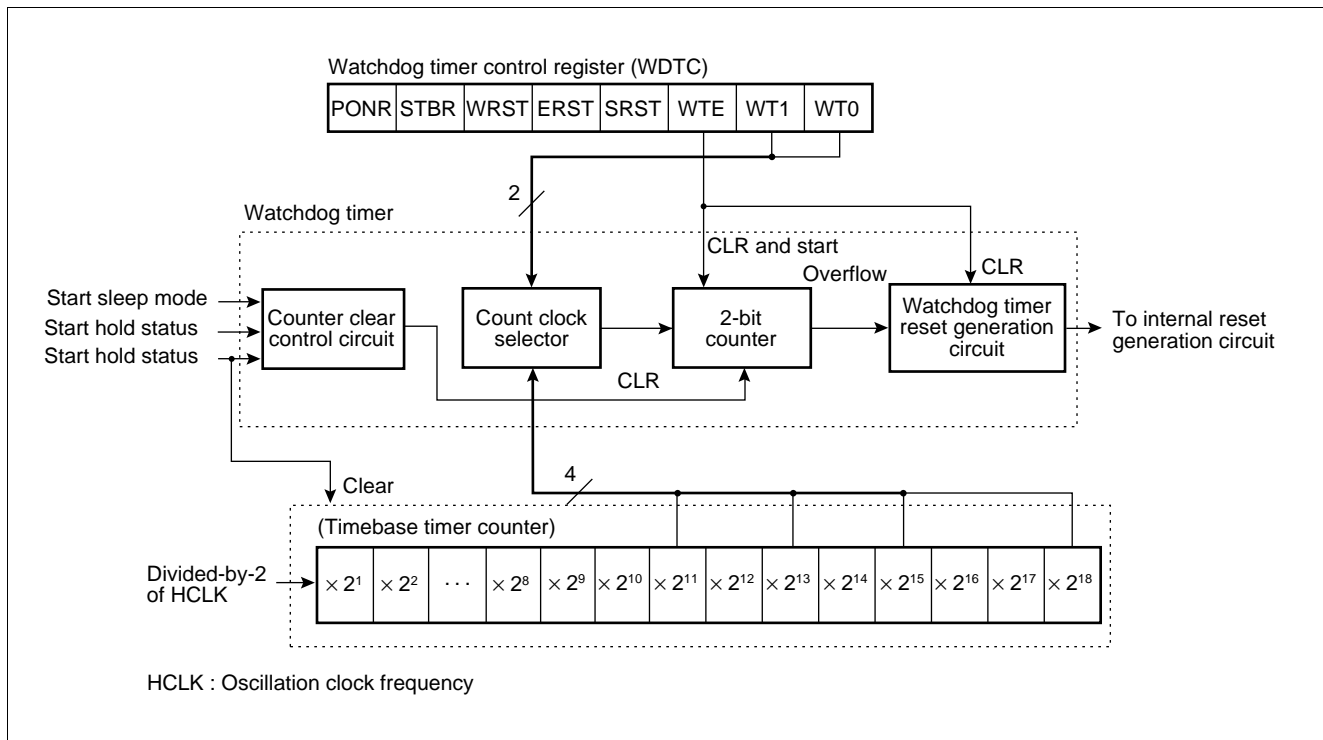 Watchdog timer control register (WDTC)
PONR STBR WRST ERST SRST WTE WT1 WT0
2
Watchdog timer
CLR and start
Overflow
CLR
Start sleep mode
Start hold status
Start hold status
Counter clear
control circuit
Count clock
selector
2-bit
counter
Watchdog timer
reset generation
circuit
To internal reset
generation circuit
CLR
4
Clear
(Timebase timer counter)
Divided-by-2
of HCLK
× 2¹ × 2² ··· × 2⁸ × 2⁹ × 2¹⁰ × 2¹¹ × 2¹² × 2¹³ × 2¹⁴ × 2¹⁵ × 2¹⁶ × 2¹⁷ × 2¹⁸
HCLK : Oscillation clock frequency